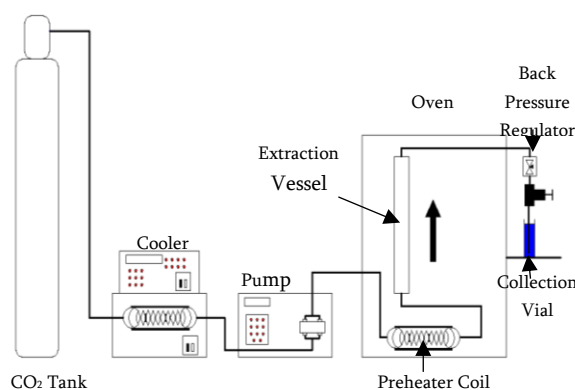 Back
Pressure
Regulator
Oven
Extraction
Vessel
Cooler
Pump
Collection
Vial
CO₂ Tank
Preheater Coil